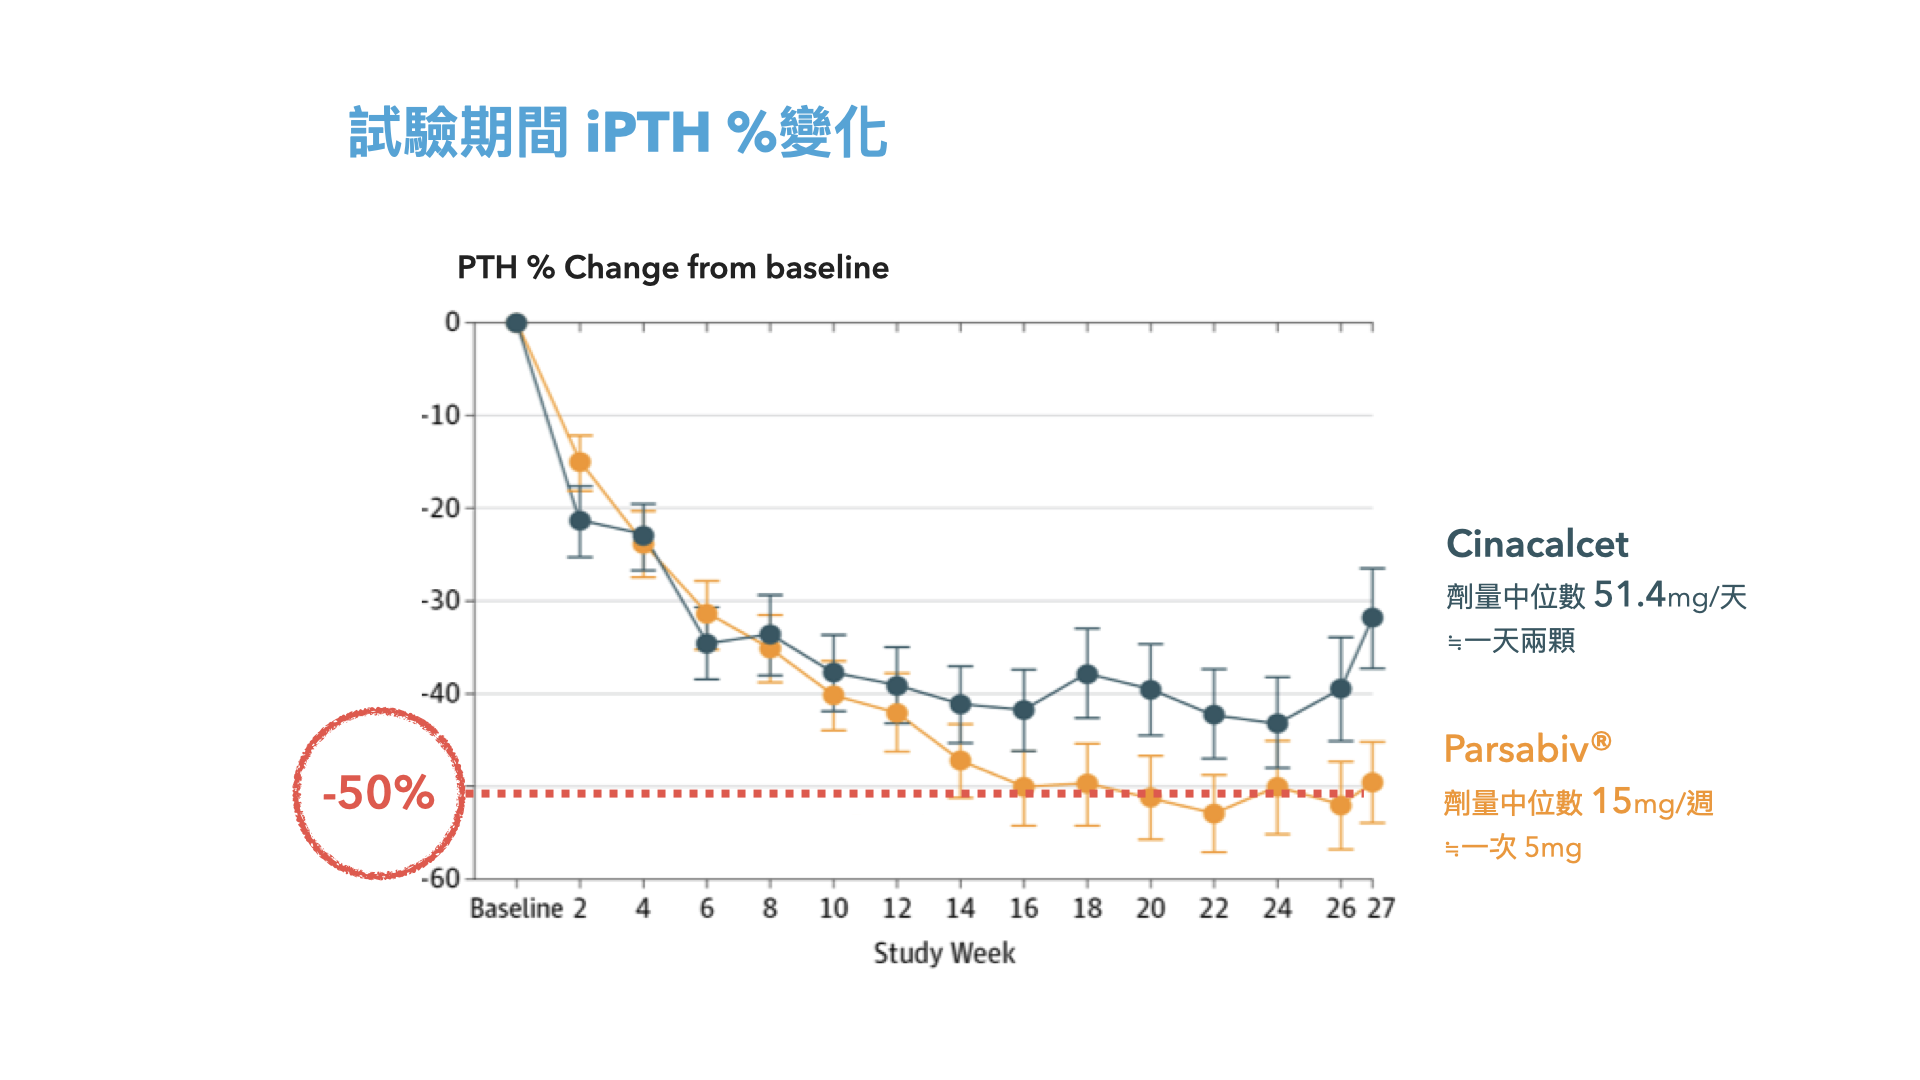 試驗期間 iPTH %變化
PTH % Change from baseline
0
-10
-20
-30
-40
-50%
-60
Baseline 2 4 6 8 10 12 14 16 18 20 22 24 26 27
Study Week
Cinacalcet
劑量中位數 51.4mg/天
≒一天兩顆
Parsabiv®
劑量中位數 15mg/週
≒一次 5mg